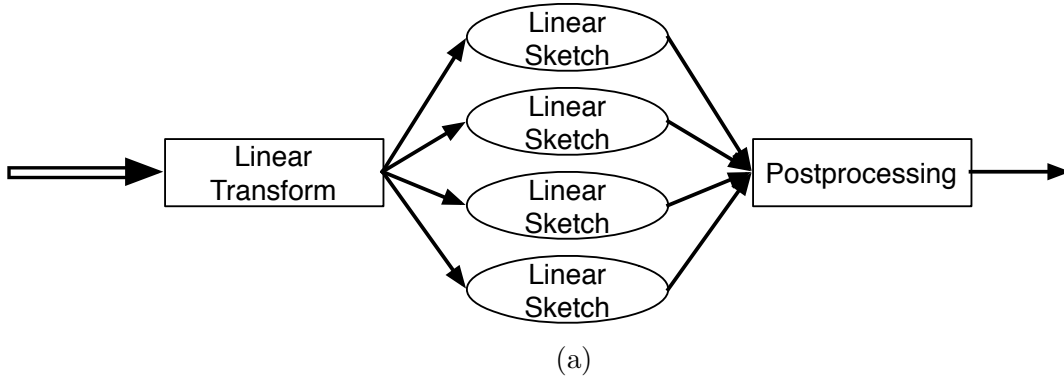 Linear
Sketch
Linear
Sketch
Linear
Transform
Postprocessing
Linear
Sketch
Linear
Sketch
(a)